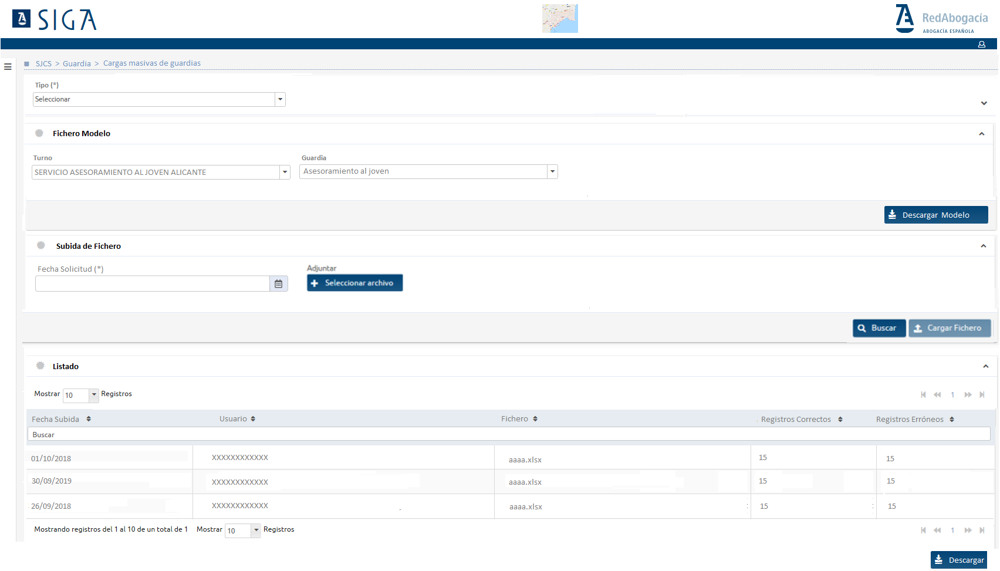 SIGA
RedAbogacía
ABOGACÍA ESPAÑOLA
SJCS > Guardia > Cargas masivas de guardias
Tipo (*)
Seleccionar
Fichero Modelo
Turno Guardia
SERVICIO ASESORAMIENTO AL JOVEN ALICANTE Asesoramiento al joven
Descargar Modelo
Subida de Fichero
Fecha Solicitud (*) Adjuntar
Seleccionar archivo
Buscar Cargar Fichero
Listado
Mostrar 10 Registros 1
Fecha Subida Usuario Fichero Registros Correctos Registros Erróneos
Buscar
01/10/2018 XXXXXXXXXXXX aaaa.xlsx 15 15
30/09/2019 XXXXXXXXXXXX aaaa.xlsx 15 15
26/09/2018 XXXXXXXXXXXX aaaa.xlsx 15 15
Mostrando registros del 1 al 10 de un total de 1 Mostrar 10 Registros 1
Descargar